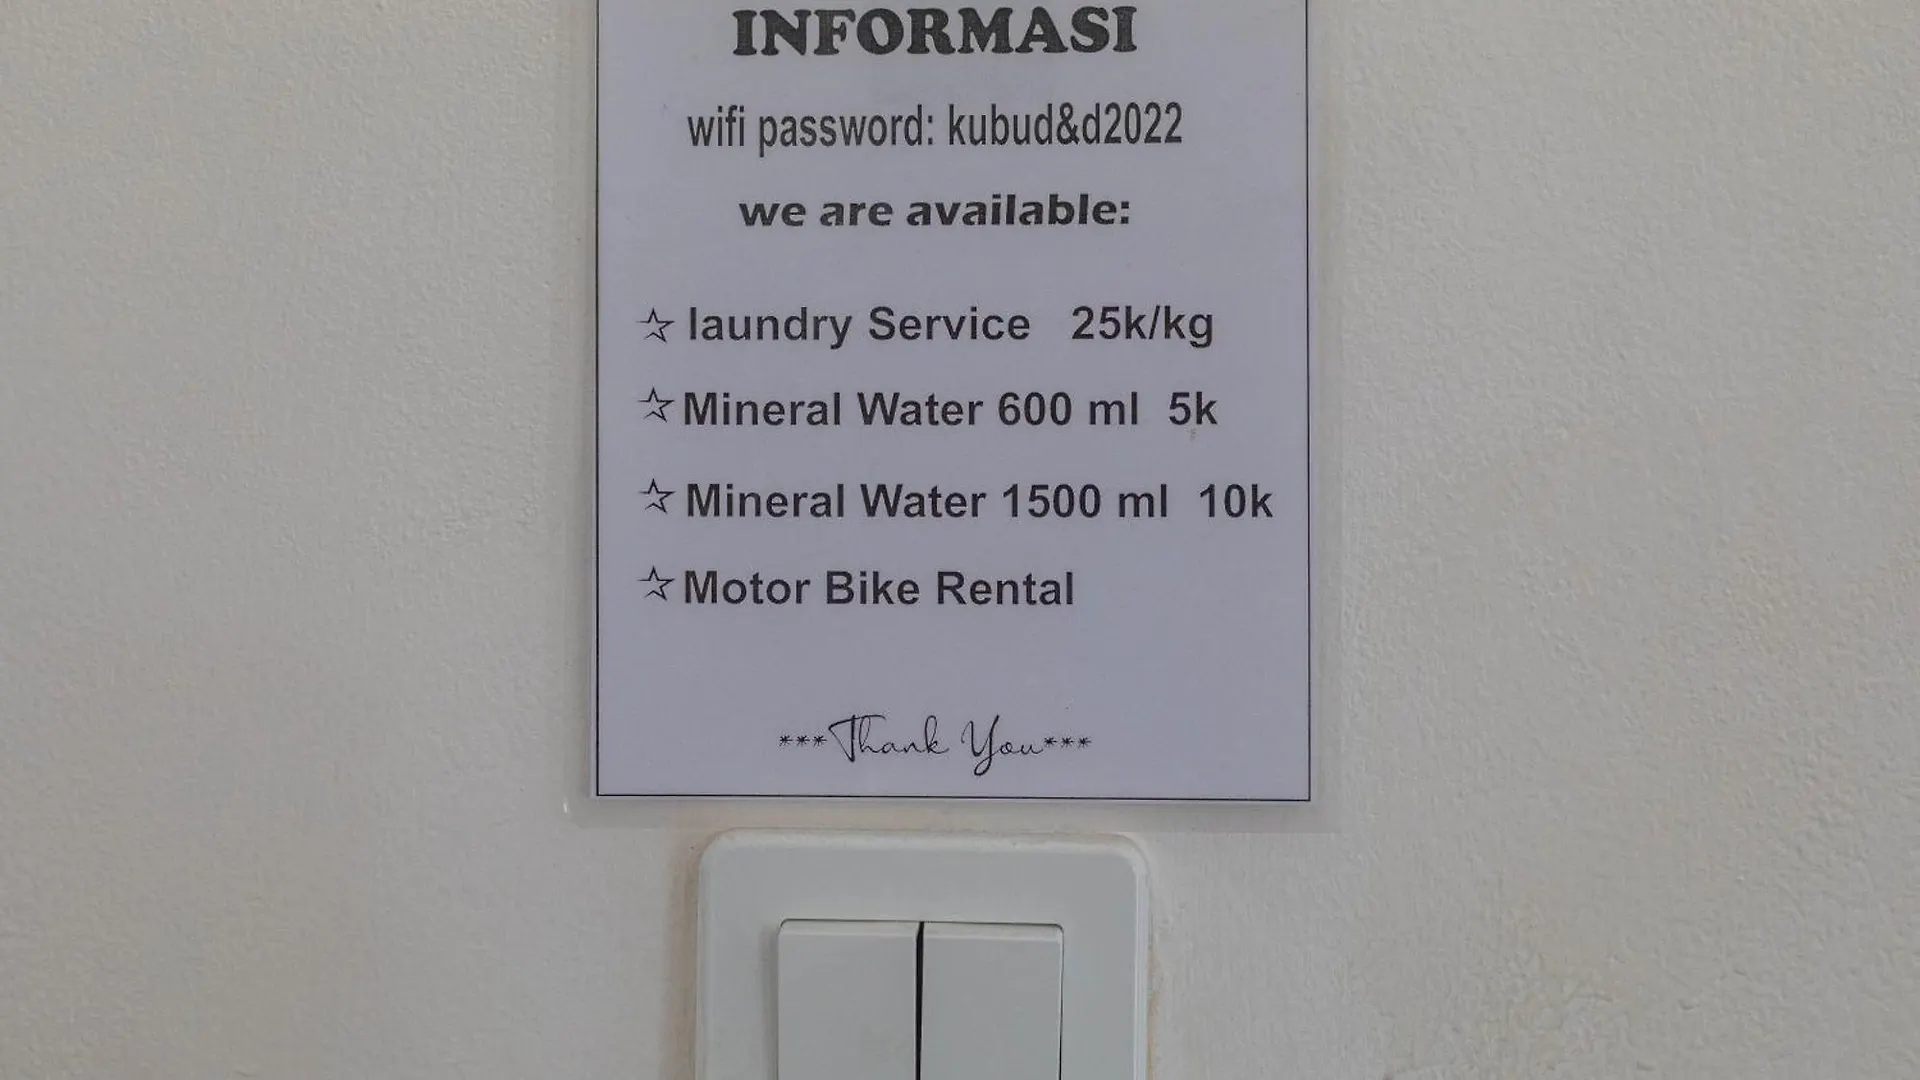 INFORMASI
wifi password: kubud&d2022
we are available:
☆ laundry Service 25k/kg
☆ Mineral Water 600 ml 5k
☆ Mineral Water 1500 ml 10k
☆ Motor Bike Rental
***Thank You***